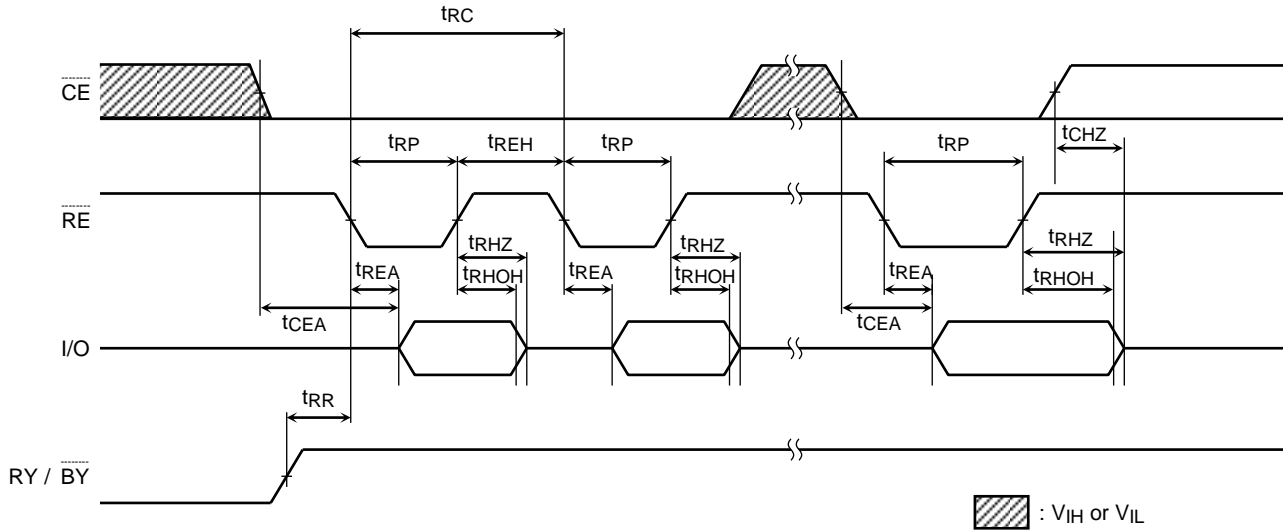 tRC
CE
tRP tREH tRP tRP tCHZ
RE
tREA tRHZ tREA tRHZ tREA tRHZ
tRHOH tRHOH tRHOH
tCEA tCEA
I/O
tRR
RY / BY
: VIH or VIL